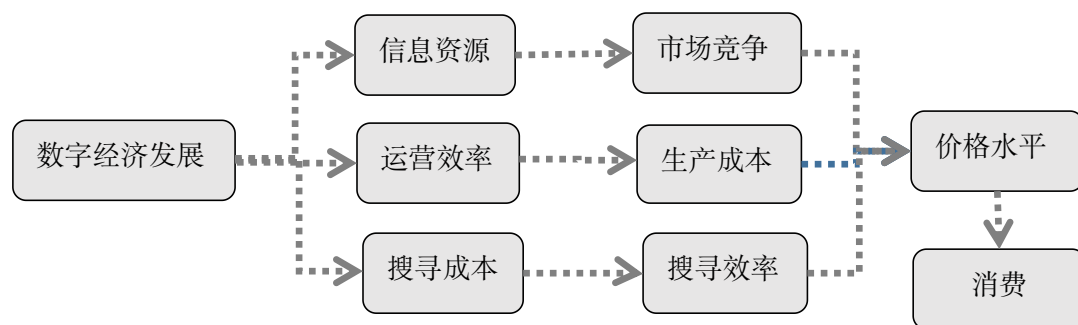 信息资源
市场竞争
数字经济发展
运营效率
生产成本
价格水平
搜寻成本
搜寻效率
消费